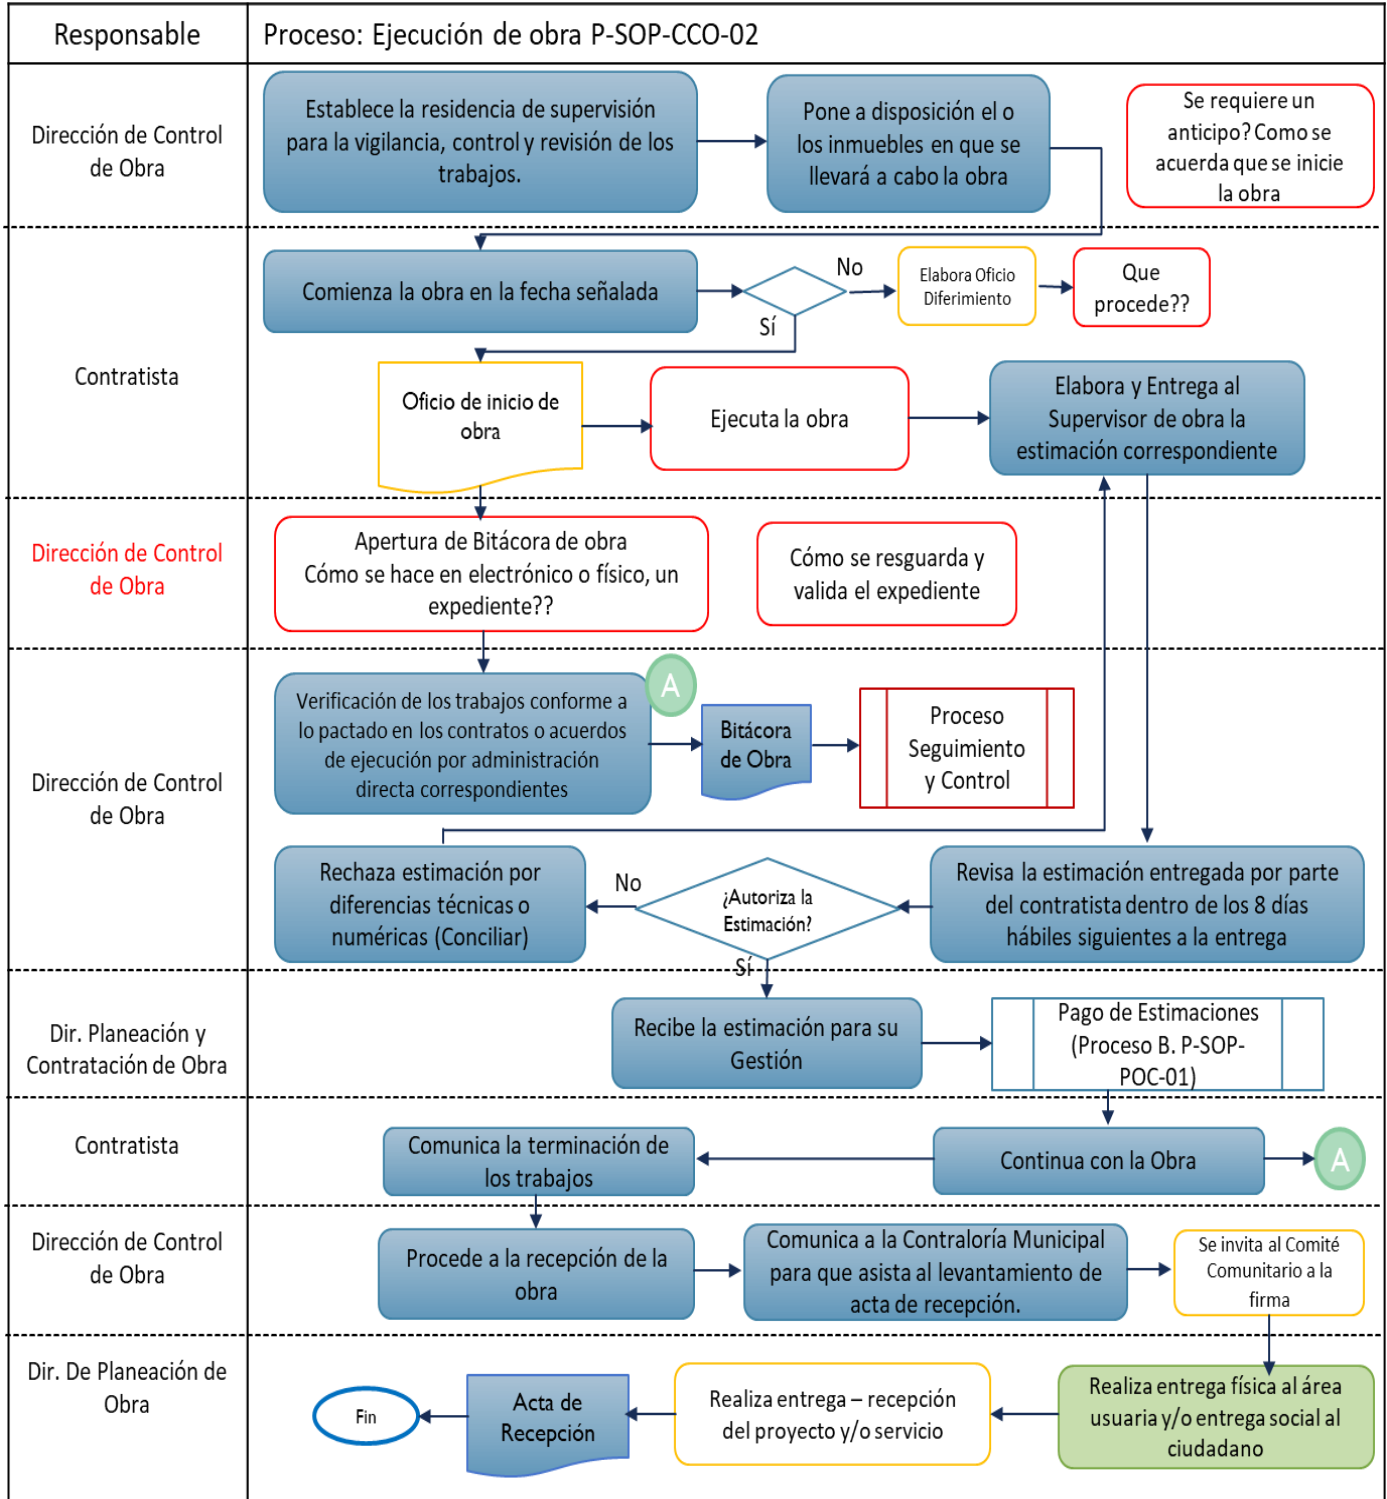 Responsable
Proceso: Ejecución de obra P-SOP-CCO-02
Dirección de Control
de Obra
Establece la residencia de supervisión
para la vigilancia, control y revisión de los
trabajos.
Pone a disposición el o
los inmuebles en que se
llevará a cabo la obra
Se requiere un
anticipo? Como se
acuerda que se inicie
la obra
Contratista
Comienza la obra en la fecha señalada
No
Sí
Elabora Oficio
Diferimiento
Que
procede??
Oficio de inicio de
obra
Ejecuta la obra
Elabora y Entrega al
Supervisor de obra la
estimación correspondiente
Dirección de Control
de Obra
Apertura de Bitácora de obra
Cómo se hace en electrónico o físico, un
expediente??
Cómo se resguarda y
valida el expediente
Dirección de Control
de Obra
Verificación de los trabajos conforme a
lo pactado en los contratos o acuerdos
de ejecución por administración
directa correspondientes
A
Bitácora
de Obra
Proceso
Seguimiento
y Control
Rechaza estimación por
diferencias técnicas o
numéricas (Conciliar)
No
¿Autoriza la
Estimación?
Sí
Revisa la estimación entregada por parte
del contratista dentro de los 8 días
hábiles siguientes a la entrega
Dir. Planeación y
Contratación de Obra
Recibe la estimación para su
Gestión
Pago de Estimaciones
(Proceso B. P-SOP-
POC-01)
Contratista
Comunica la terminación de
los trabajos
Continua con la Obra
A
Dirección de Control
de Obra
Procede a la recepción de la
obra
Comunica a la Contraloría Municipal
para que asista al levantamiento de
acta de recepción.
Se invita al Comité
Comunitario a la
firma
Dir. De Planeación de
Obra
Fin
Acta de
Recepción
Realiza entrega – recepción
del proyecto y/o servicio
Realiza entrega física al área
usuaria y/o entrega social al
ciudadano